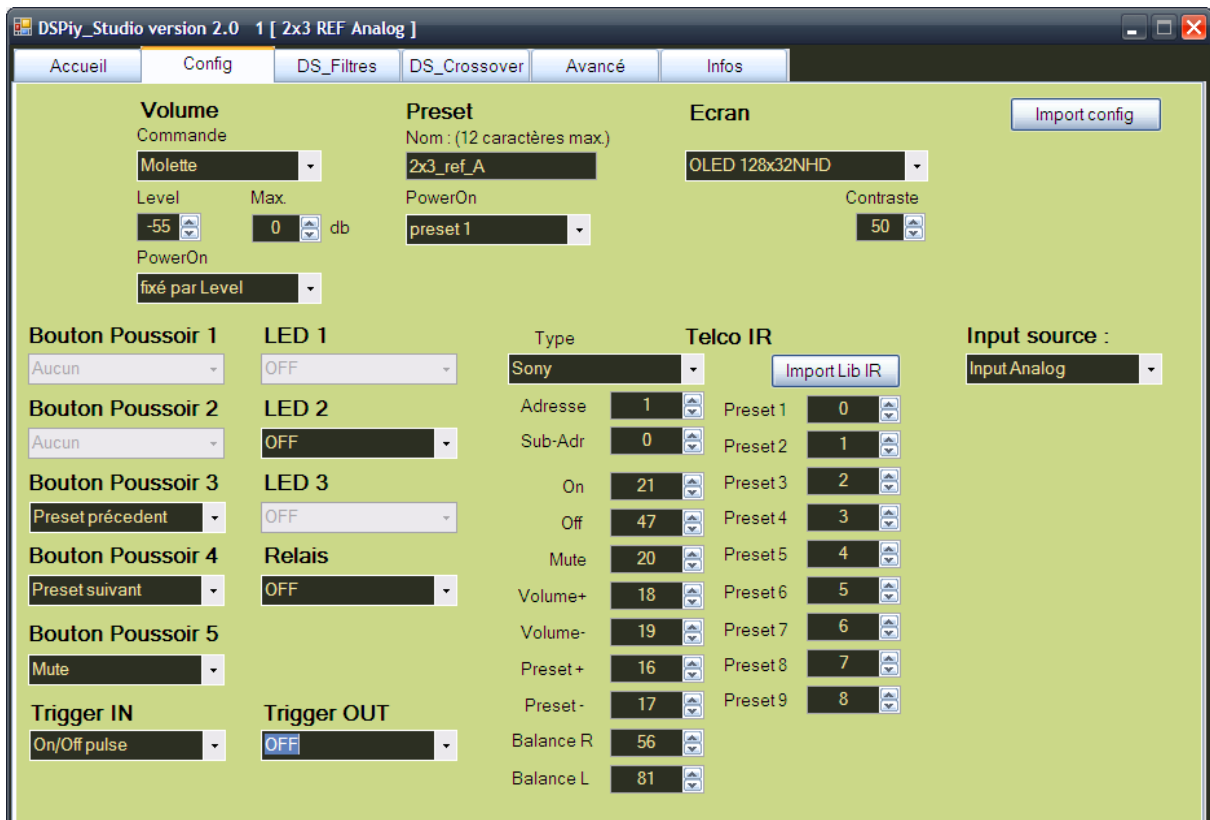 DSPiy_Studio version 2.0 1 [ 2x3 REF Analog ]
Accueil Config DS_Filtres DS_Crossover Avancé Infos
Volume Preset Ecran Import config
Commande Nom : (12 caractères max.)
Molette 2x3_ref_A OLED 128x32NHD
Level Max. PowerOn Contraste
-55 0 db preset 1 50
PowerOn
fixé par Level
Bouton Poussoir 1 LED 1 Type Telco IR Input source :
Aucun OFF Sony Import Lib IR Input Analog
Bouton Poussoir 2 LED 2 Adresse 1 Preset 1 0
Aucun OFF Sub-Adr 0 Preset 2 1
Bouton Poussoir 3 LED 3 On 21 Preset 3 2
Preset précedent OFF Off 47 Preset 4 3
Bouton Poussoir 4 Relais Mute 20 Preset 5 4
Preset suivant OFF Volume+ 18 Preset 6 5
Bouton Poussoir 5 Volume- 19 Preset 7 6
Mute Preset + 16 Preset 8 7
Trigger IN Trigger OUT Preset - 17 Preset 9 8
On/Off pulse OFF Balance R 56
Balance L 81